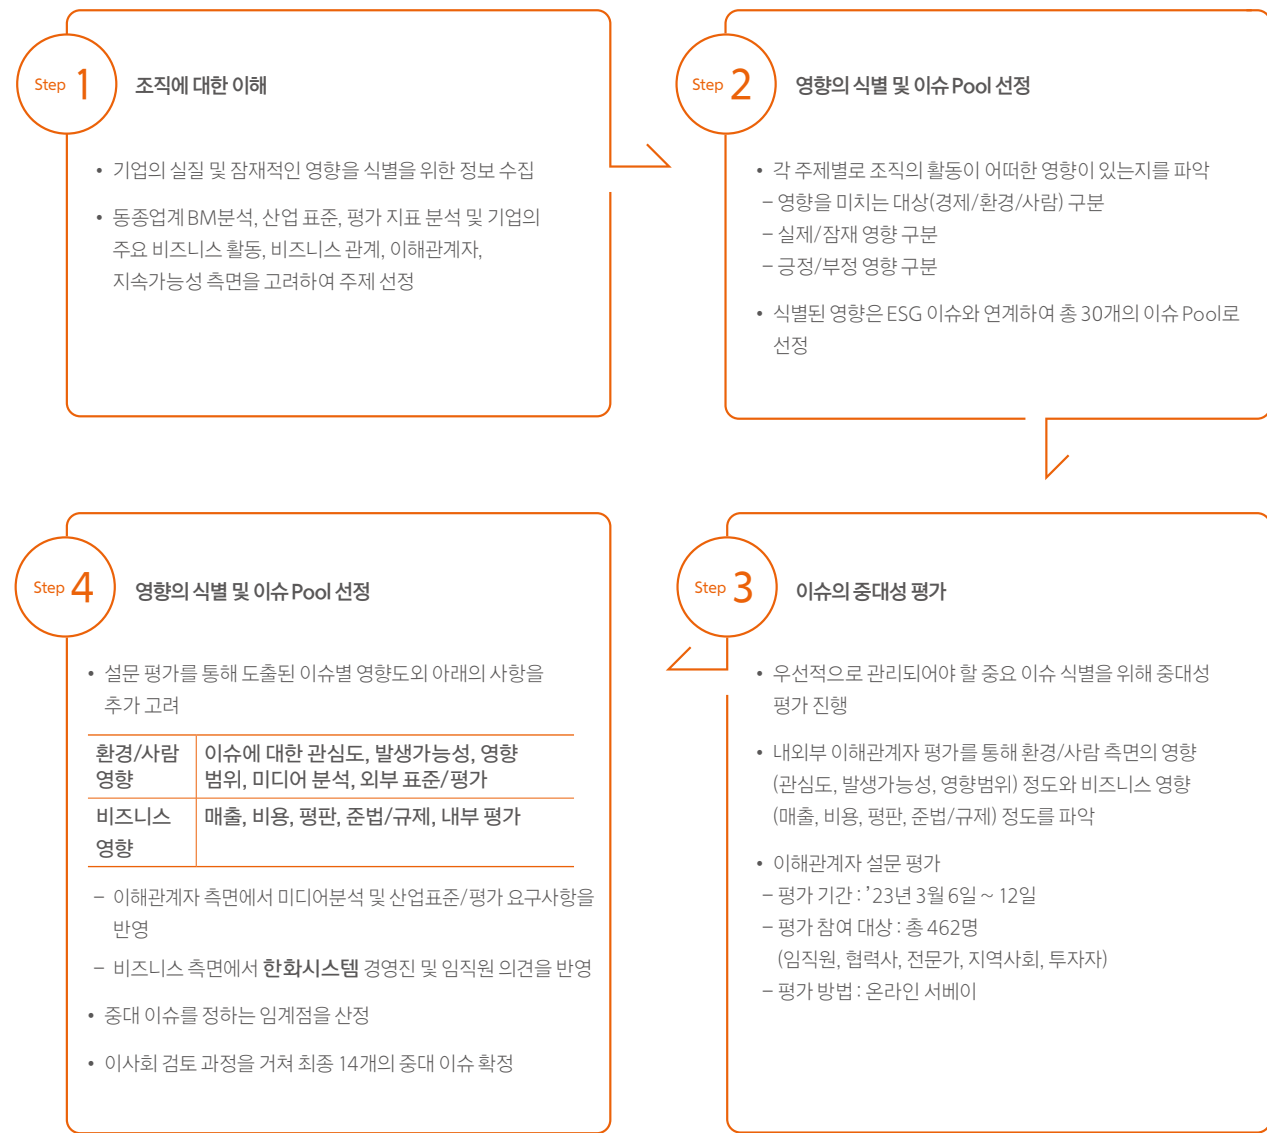 Step 1
조직에 대한 이해
• 기업의 실질 및 잠재적인 영향을 식별을 위한 정보 수집
• 동종업계 BM분석, 산업 표준, 평가 지표 분석 및 기업의
주요 비즈니스 활동, 비즈니스 관계, 이해관계자,
지속가능성 측면을 고려하여 주제 선정
Step 2
영향의 식별 및 이슈 Pool 선정
• 각 주제별로 조직의 활동이 어떠한 영향이 있는지를 파악
– 영향을 미치는 대상(경제/환경/사람) 구분
– 실제/잠재 영향 구분
– 긍정/부정 영향 구분
• 식별된 영향은 ESG 이슈와 연계하여 총 30개의 이슈 Pool로
선정
Step 3
이슈의 중대성 평가
• 우선적으로 관리되어야 할 중요 이슈 식별을 위해 중대성
평가 진행
• 내외부 이해관계자 평가를 통해 환경/사람 측면의 영향
(관심도, 발생가능성, 영향범위) 정도와 비즈니스 영향
(매출, 비용, 평판, 준법/규제) 정도를 파악
• 이해관계자 설문 평가
– 평가 기간 : ’23년 3월 6일 ~ 12일
– 평가 참여 대상 : 총 462명
(임직원, 협력사, 전문가, 지역사회, 투자자)
– 평가 방법 : 온라인 서베이
Step 4
영향의 식별 및 이슈 Pool 선정
• 설문 평가를 통해 도출된 이슈별 영향도외 아래의 사항을
추가 고려
환경/사람 이슈에 대한 관심도, 발생가능성, 영향
영향 범위, 미디어 분석, 외부 표준/평가
비즈니스 매출, 비용, 평판, 준법/규제, 내부 평가
영향
– 이해관계자 측면에서 미디어분석 및 산업표준/평가 요구사항을
반영
– 비즈니스 측면에서 한화시스템 경영진 및 임직원 의견을 반영
• 중대 이슈를 정하는 임계점을 산정
• 이사회 검토 과정을 거쳐 최종 14개의 중대 이슈 확정